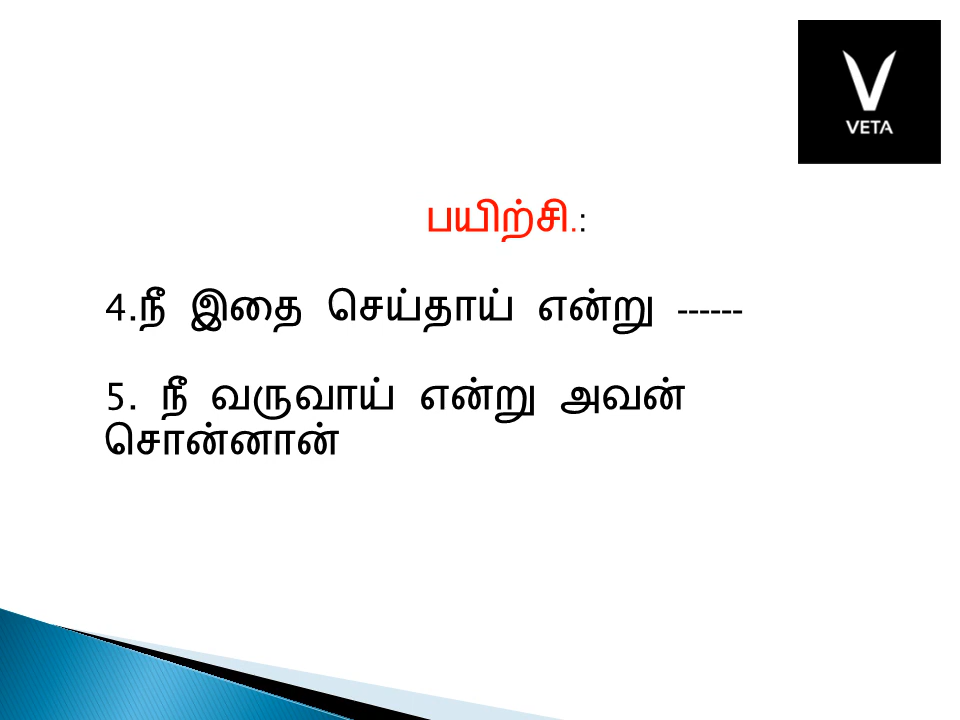 VETA
பயிற்சி.:
4.நீ இதை செய்தாய் என்று ------
5. நீ வருவாய் என்று அவன்
சொன்னான்